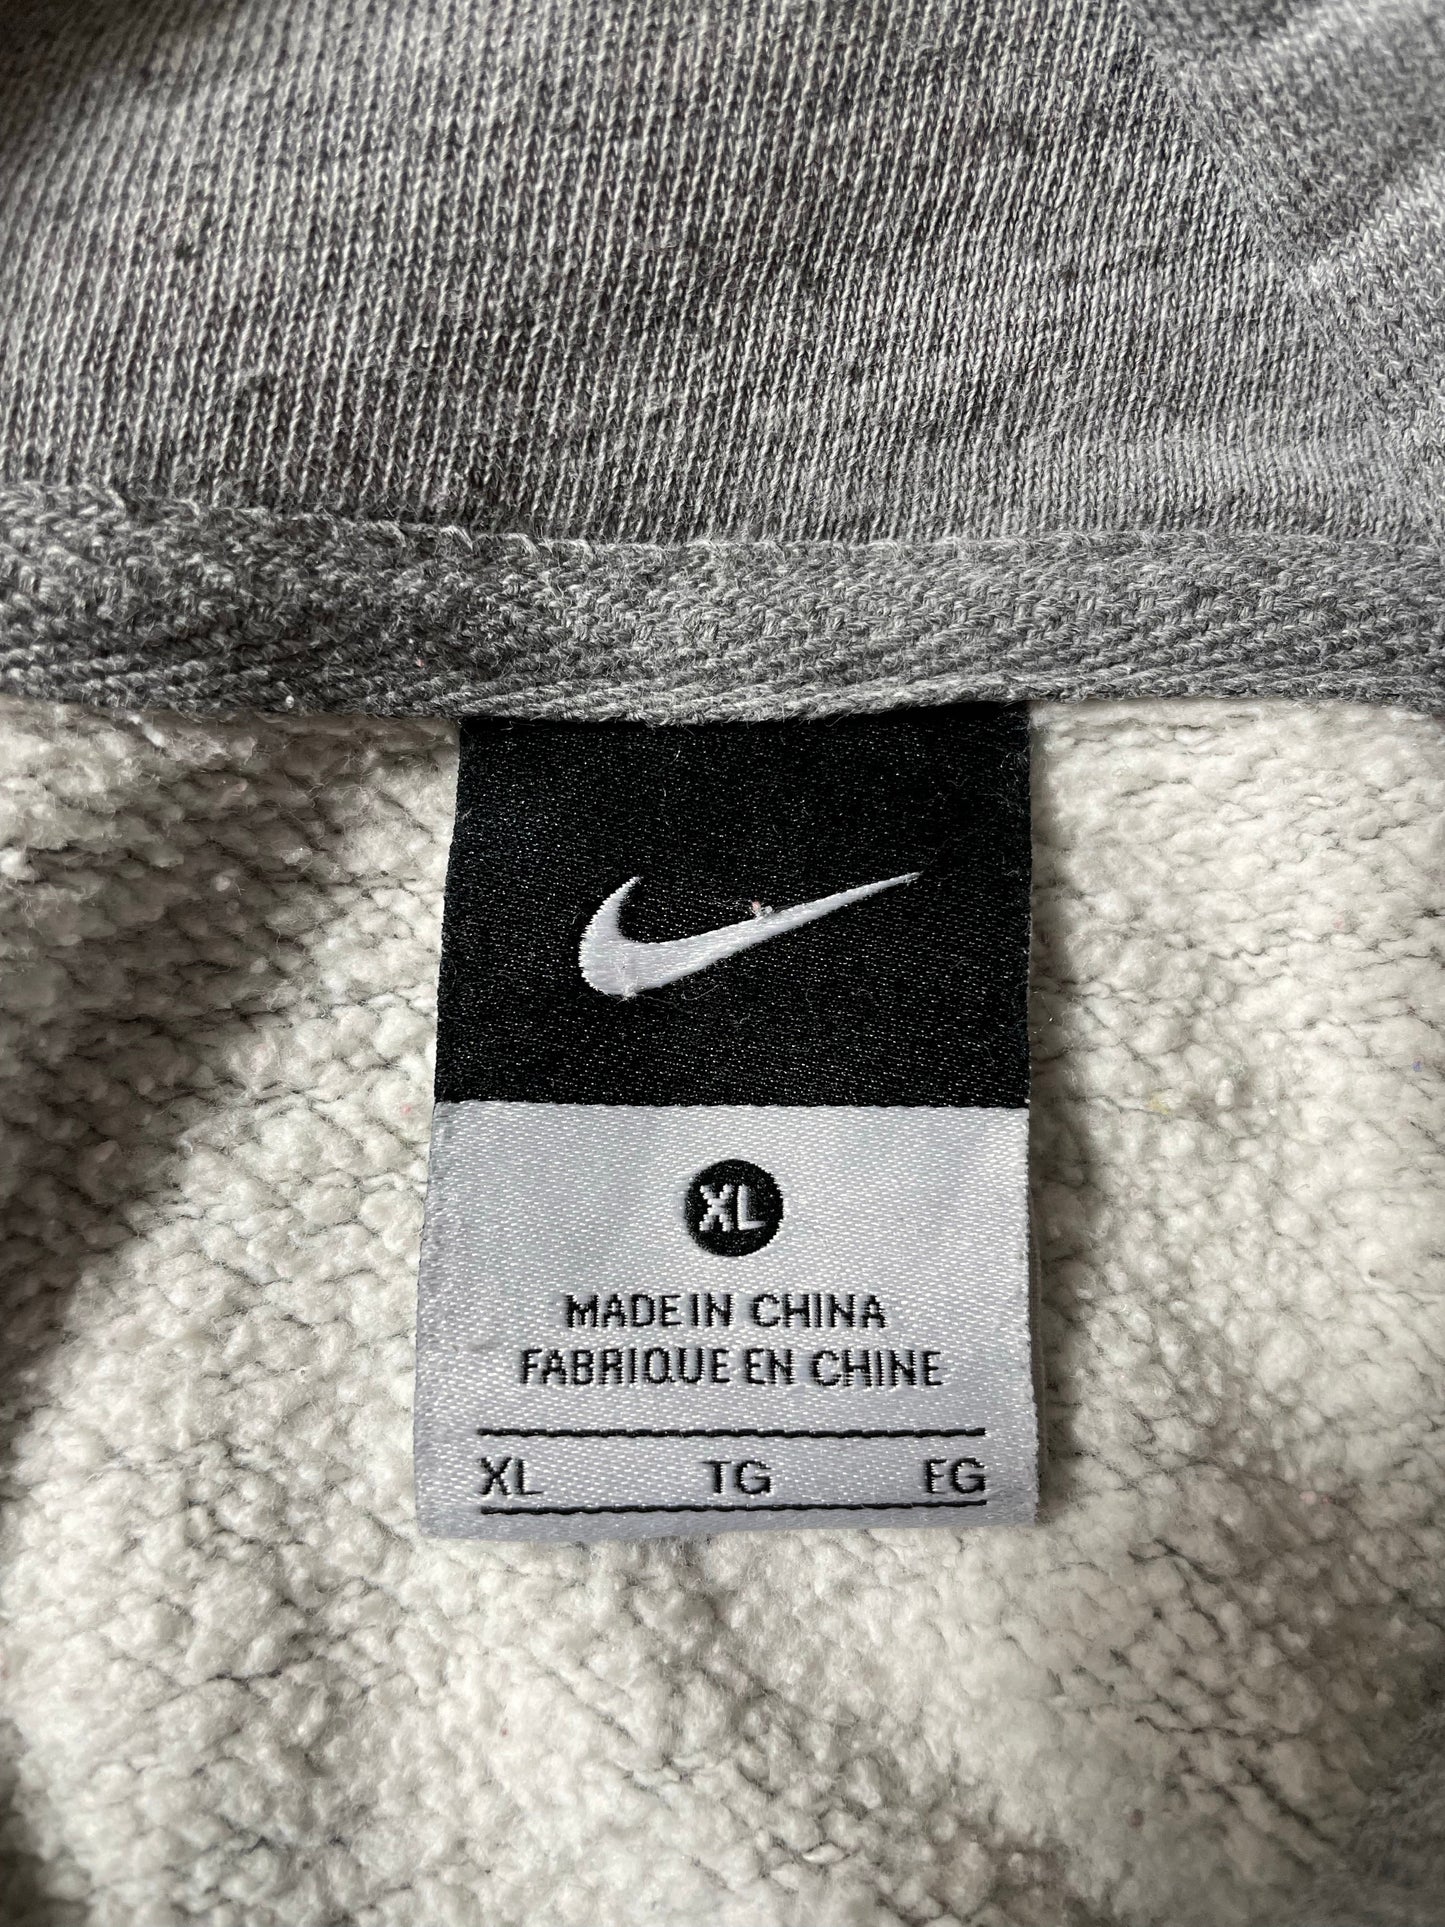 XL
MADE IN CHINA
FABRIQUE EN CHINE
XL TG EG